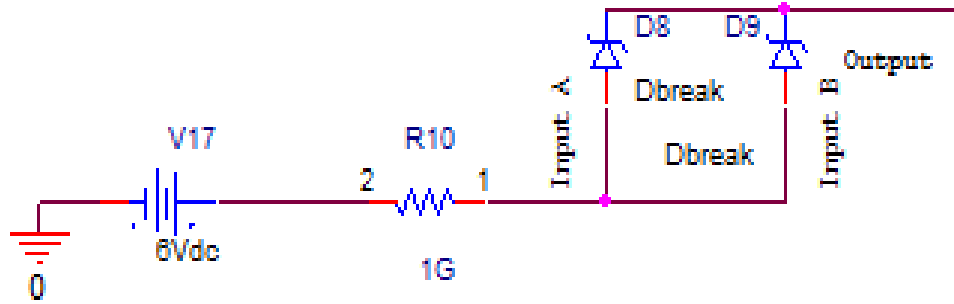 D8
D9
Output
Dbreak
Input A
Input B
Dbreak
V17
R10
2
1
6Vdc
1G
0